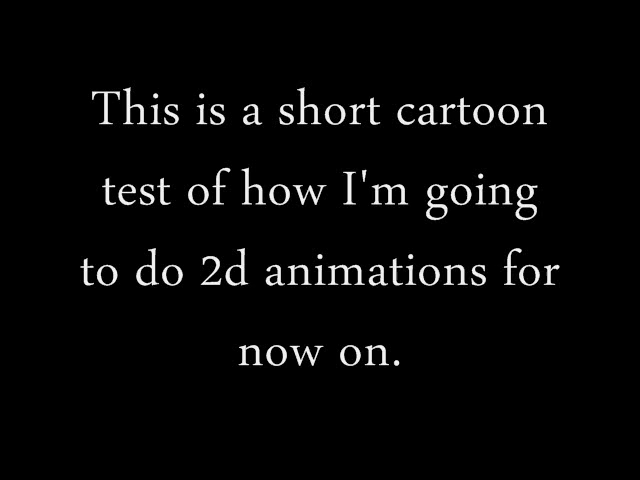 This is a short cartoon
test of how I'm going
to do 2d animations for
now on.